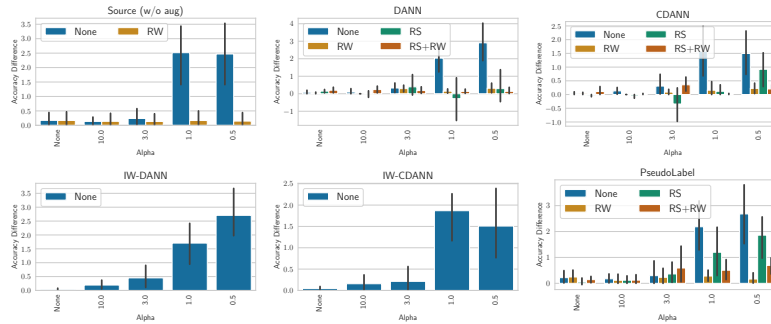 Source (w/o aug)
None RW
Accuracy Difference
3.5
3.0
2.5
2.0
1.5
1.0
0.5
0.0
None 10.0 3.0 1.0 0.5
Alpha
DANN
None RS
RW RS+RW
Accuracy Difference
4
3
2
1
0
−1
None 10.0 3.0 1.0 0.5
Alpha
CDANN
None RS
RW RS+RW
Accuracy Difference
2.5
2.0
1.5
1.0
0.5
0.0
−0.5
−1.0
None 10.0 3.0 1.0 0.5
Alpha
IW-DANN
None
Accuracy Difference
3.5
3.0
2.5
2.0
1.5
1.0
0.5
0.0
None 10.0 3.0 1.0 0.5
Alpha
IW-CDANN
None
Accuracy Difference
2.5
2.0
1.5
1.0
0.5
0.0
None 10.0 3.0 1.0 0.5
Alpha
PseudoLabel
None RS
RW RS+RW
Accuracy Difference
3
2
1
0
None 10.0 3.0 1.0 0.5
Alpha